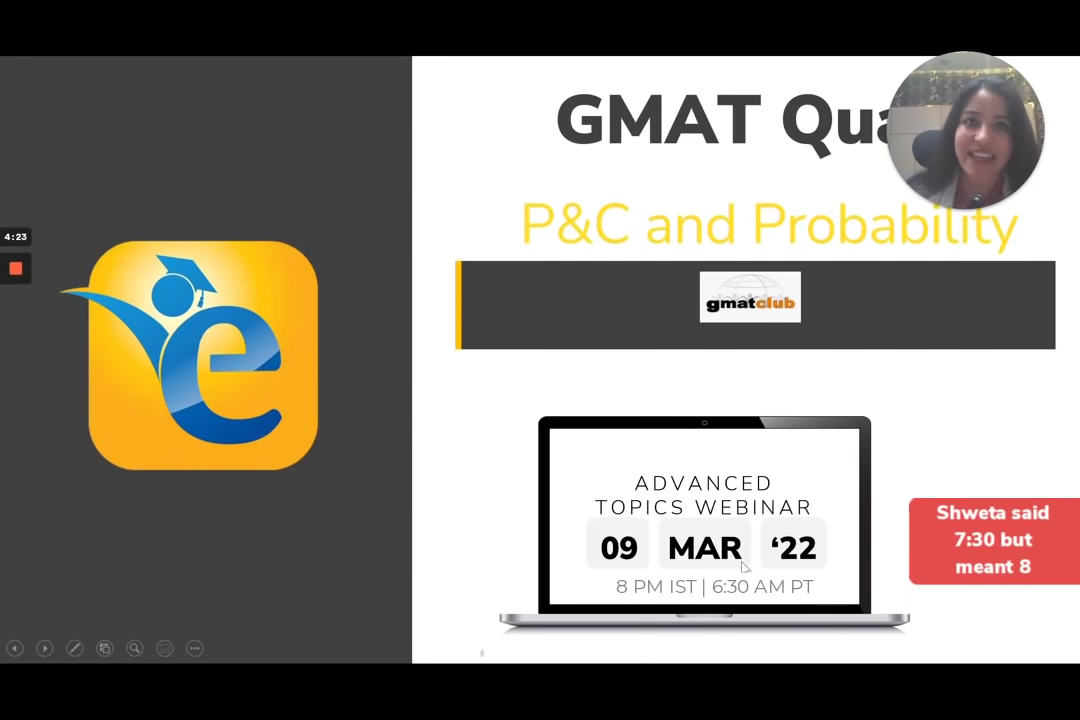 GMAT Qua
P&C and Probability
4:23
gmatclub
e
ADVANCED
TOPICS WEBINAR
09 MAR ‘22
8 PM IST | 6:30 AM PT
Shweta said
7:30 but
meant 8